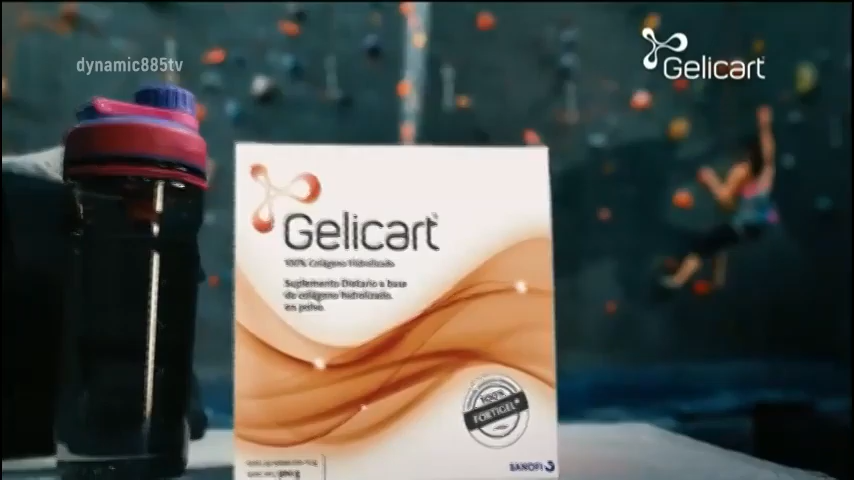 dynamic885tv
Gelicart
Gelicart
100% Colágeno Hidrolizado
Suplemento Dietario a base
de colágeno hidrolizado.
en polvo.
100%
FORTIGEL®
SANOFI